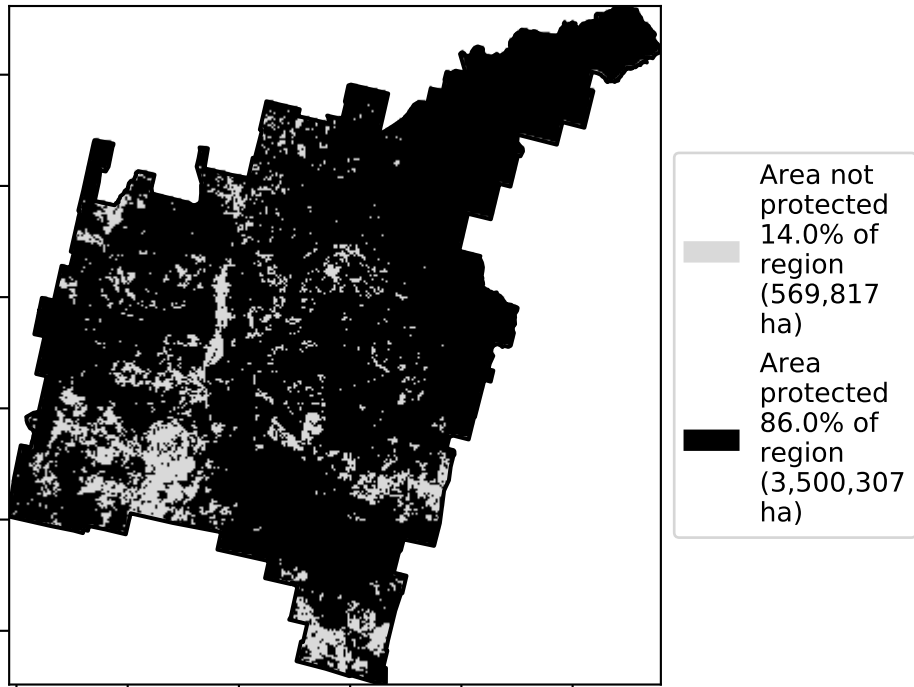 Area not
protected
14.0% of
region
(569,817
ha)
Area
protected
86.0% of
region
(3,500,307
ha)